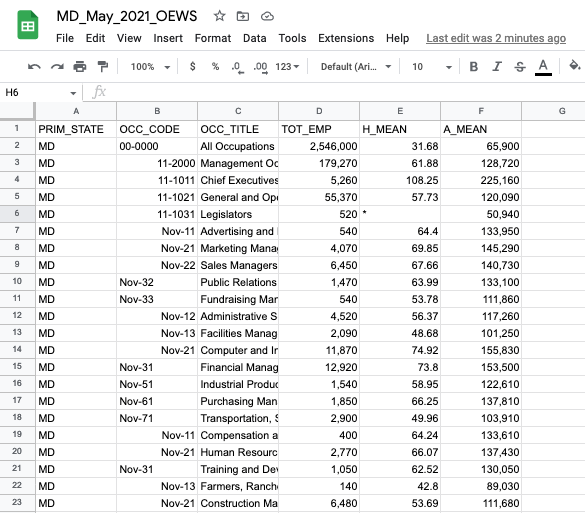 MD_May_2021_OEWS
File Edit View Insert Format Data Tools Extensions Help Last edit was 2 minutes ago
100% $ % .0 .00 123 Default (Ari... 10 B I S A
H6 fx
A B C D E F G
1 PRIM_STATE OCC_CODE OCC_TITLE TOT_EMP H_MEAN A_MEAN
2 MD 00-0000 All Occupations 2,546,000 31.68 65,900
3 MD 11-2000 Management Oc 179,270 61.88 128,720
4 MD 11-1011 Chief Executives 5,260 108.25 225,160
5 MD 11-1021 General and Ope 55,370 57.73 120,090
6 MD 11-1031 Legislators 520 * 50,940
7 MD Nov-11 Advertising and 540 64.4 133,950
8 MD Nov-21 Marketing Mana 4,070 69.85 145,290
9 MD Nov-22 Sales Managers 6,450 67.66 140,730
10 MD Nov-32 Public Relations 1,470 63.99 133,100
11 MD Nov-33 Fundraising Man 540 53.78 111,860
12 MD Nov-12 Administrative S 4,520 56.37 117,260
13 MD Nov-13 Facilities Manag 2,090 48.68 101,250
14 MD Nov-21 Computer and In 11,870 74.92 155,830
15 MD Nov-31 Financial Manag 12,920 73.8 153,500
16 MD Nov-51 Industrial Produc 1,540 58.95 122,610
17 MD Nov-61 Purchasing Man 1,850 66.25 137,810
18 MD Nov-71 Transportation, S 2,900 49.96 103,910
19 MD Nov-11 Compensation a 400 64.24 133,610
20 MD Nov-21 Human Resourc 2,770 66.07 137,430
21 MD Nov-31 Training and Dev 1,050 62.52 130,050
22 MD Nov-13 Farmers, Ranch 140 42.8 89,030
23 MD Nov-21 Construction Ma 6,480 53.69 111,680